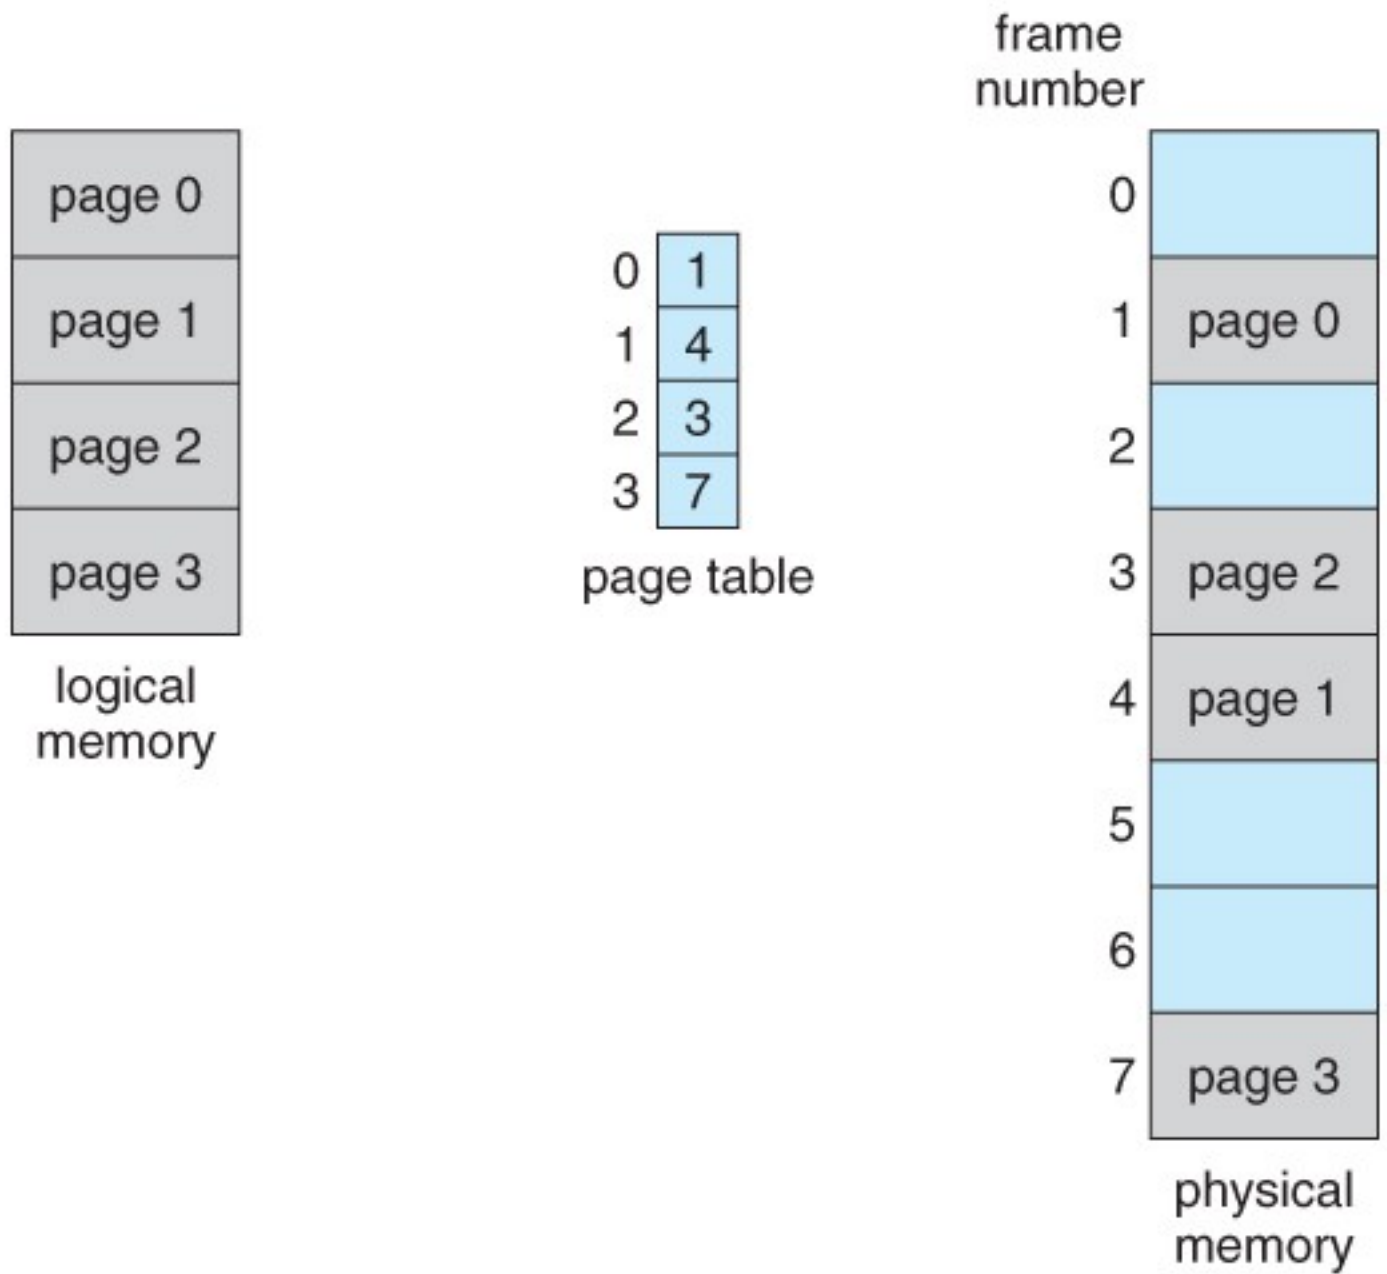 page 0
page 1
page 2
page 3
logical
memory
0 1
1 4
2 3
3 7
page table
frame
number
0
1 page 0
2
3 page 2
4 page 1
5
6
7 page 3
physical
memory